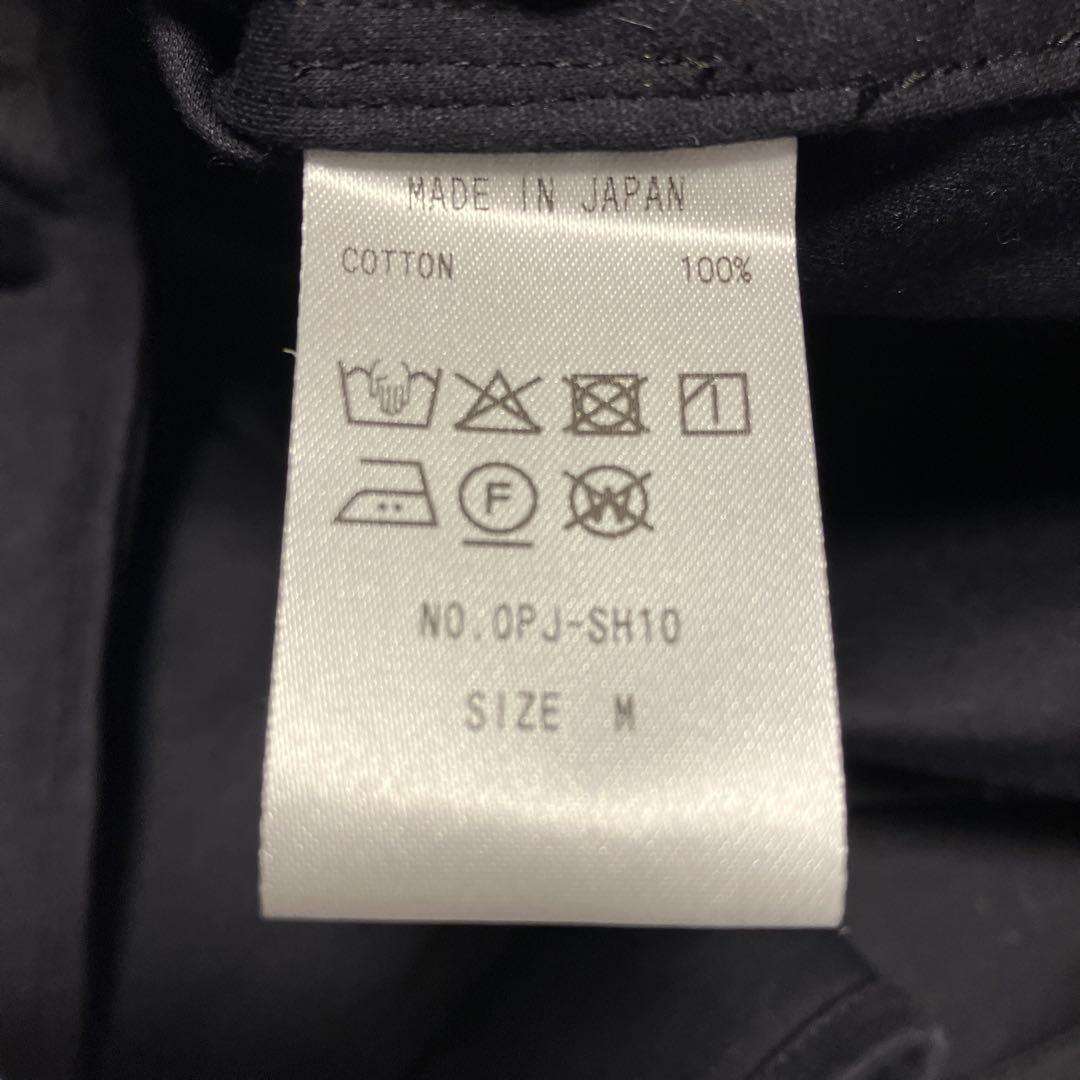 MADE IN JAPAN
COTTON 100%
F W
NO.OPJ-SH10
SIZE M